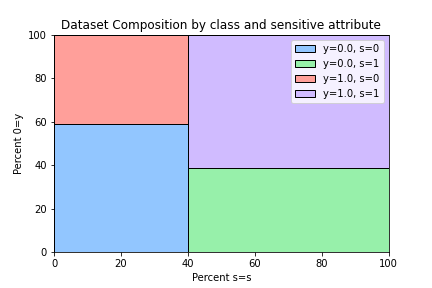 Dataset Composition by class and sensitive attribute
100
80
60
40
20
0
Percent 0=y
y=0.0, s=0
y=0.0, s=1
y=1.0, s=0
y=1.0, s=1
0 20 40 60 80 100
Percent s=s